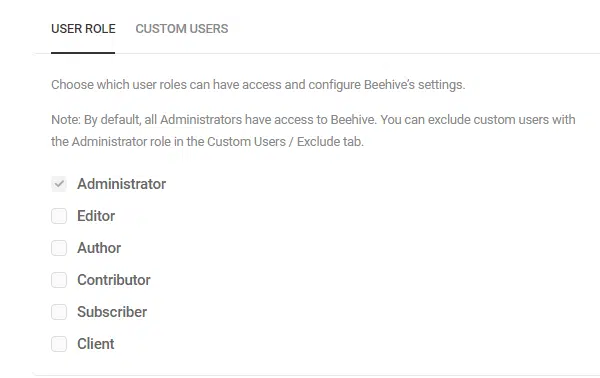 USER ROLE CUSTOM USERS
Choose which user roles can have access and configure Beehive's settings.
Note: By default, all Administrators have access to Beehive. You can exclude custom users with
the Administrator role in the Custom Users / Exclude tab.
Administrator
Editor
Author
Contributor
Subscriber
Client